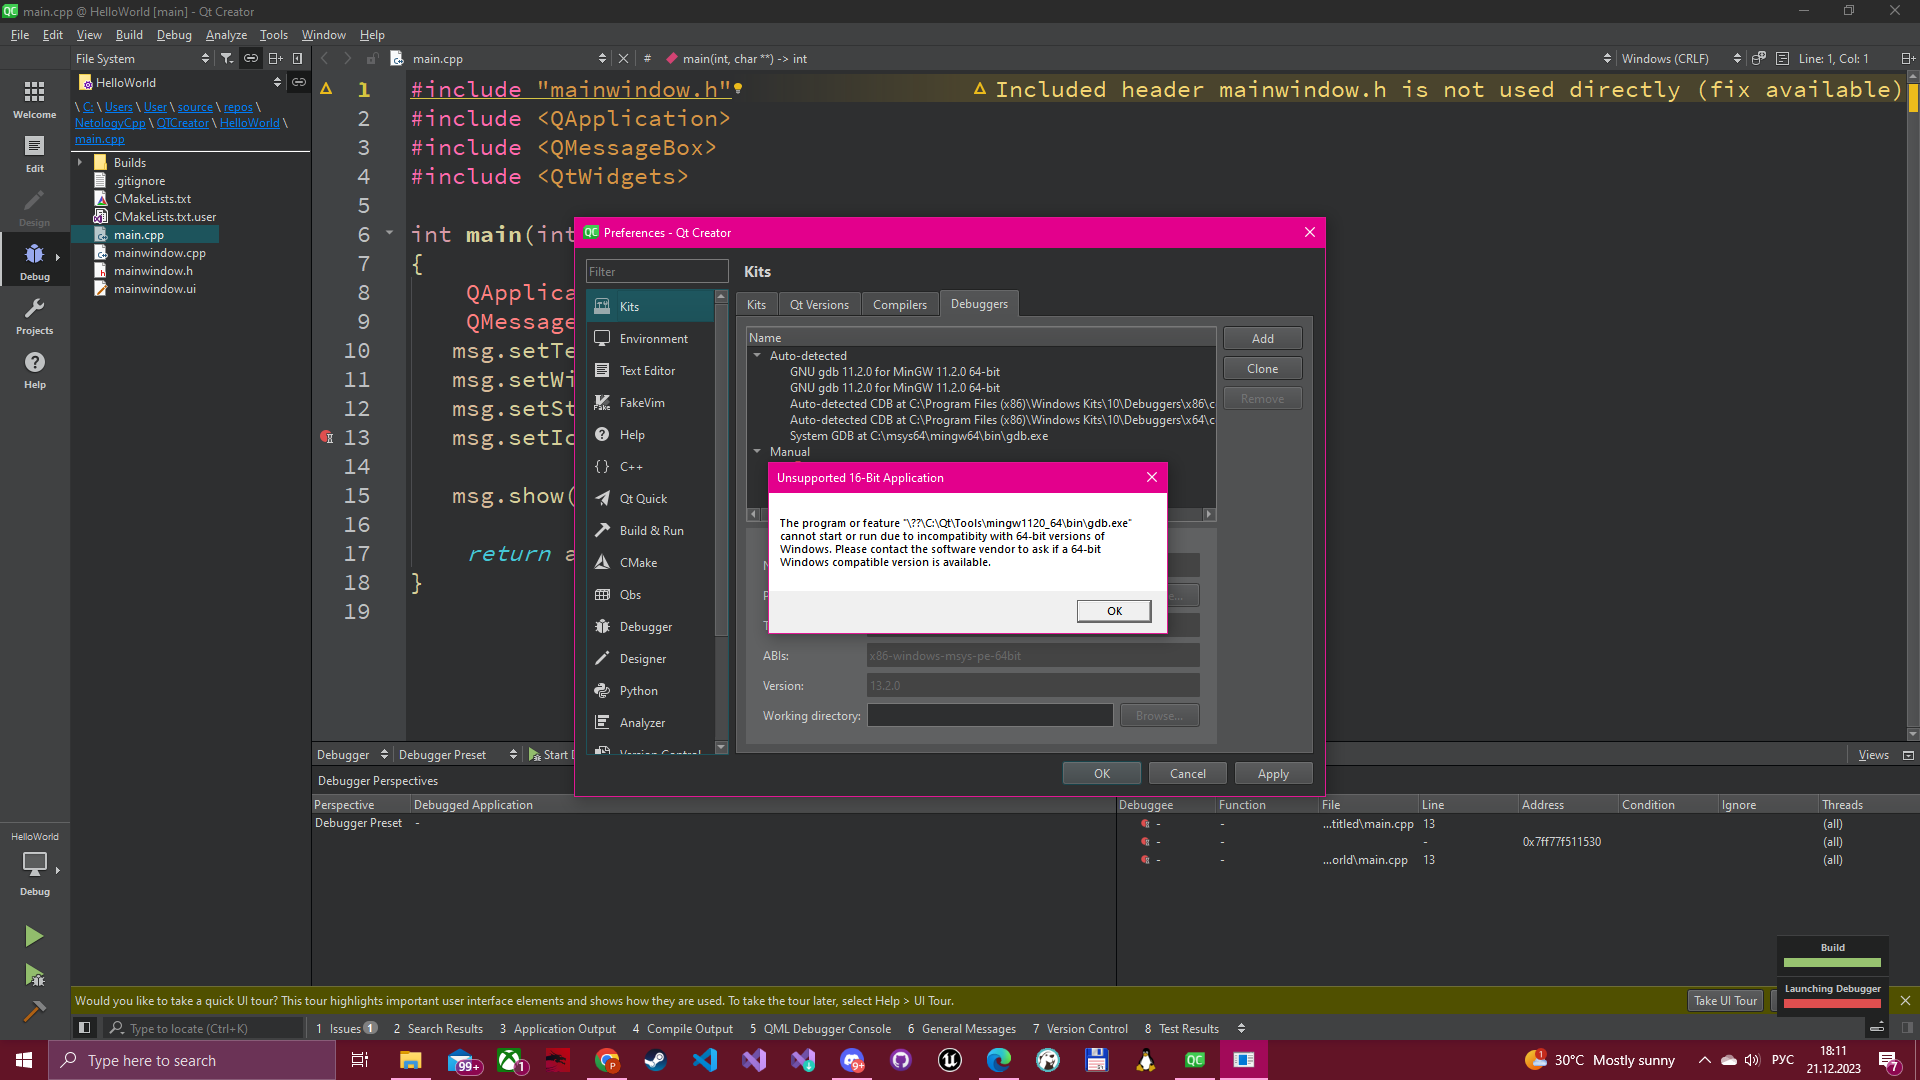 main.cpp @ HelloWorld [main] - Qt Creator
File Edit View Build Debug Analyze Tools Window Help
File System
main.cpp
# main(int, char **) -> int
Windows (CRLF)
Line: 1, Col: 1
HelloWorld
\ C: \ Users \ User \ source \ repos \
NetologyCpp \ QTCreator \ HelloWorld \
main.cpp
Builds
.gitignore
CMakeLists.txt
CMakeLists.txt.user
main.cpp
mainwindow.cpp
mainwindow.h
mainwindow.ui
Welcome
Edit
Design
Debug
Projects
Help
1 #include "mainwindow.h"
Included header mainwindow.h is not used directly (fix available)
2 #include <QApplication>
3 #include <QMessageBox>
4 #include <QtWidgets>
5
6 int main(int
7 {
8 QApplica
9 QMessage
10 msg.setTe
11 msg.setWi
12 msg.setSt
13 msg.setIc
14
15 msg.show(
16
17 return a
18 }
19
Preferences - Qt Creator
Filter
Kits
Environment
Text Editor
FakeVim
Help
C++
Qt Quick
Build & Run
CMake
Qbs
Debugger
Designer
Python
Analyzer
Version Control
Kits
Kits Qt Versions Compilers Debuggers
Name
Auto-detected
GNU gdb 11.2.0 for MinGW 11.2.0 64-bit
GNU gdb 11.2.0 for MinGW 11.2.0 64-bit
Auto-detected CDB at C:\Program Files (x86)\Windows Kits\10\Debuggers\x86\c
Auto-detected CDB at C:\Program Files (x86)\Windows Kits\10\Debuggers\x64\c
System GDB at C:\msys64\mingw64\bin\gdb.exe
Manual
Add
Clone
Remove
Unsupported 16-Bit Application
The program or feature "\??\C:\Qt\Tools\mingw1120_64\bin\gdb.exe"
cannot start or run due to incompatibity with 64-bit versions of
Windows. Please contact the software vendor to ask if a 64-bit
Windows compatible version is available.
OK
ABIs: x86-windows-msys-pe-64bit
Version: 13.2.0
Working directory: Browse...
OK Cancel Apply
Debugger Debugger Preset Start D
Views
Debugger Perspectives
Perspective Debugged Application
Debugger Preset -
Debuggee Function File Line Address Condition Ignore Threads
- - ...titled\main.cpp 13 (all)
- - - 0x7ff77f511530 (all)
- - ...orld\main.cpp 13 (all)
HelloWorld
Debug
Build
Launching Debugger
Would you like to take a quick UI tour? This tour highlights important user interface elements and shows how they are used. To take the tour later, select Help > UI Tour.
Take UI Tour
Type to locate (Ctrl+K)
1 Issues 1 2 Search Results 3 Application Output 4 Compile Output 5 QML Debugger Console 6 General Messages 7 Version Control 8 Test Results
Type here to search
99+
1
9+
QC
1
30°C Mostly sunny
РУС
18:11
21.12.2023
7